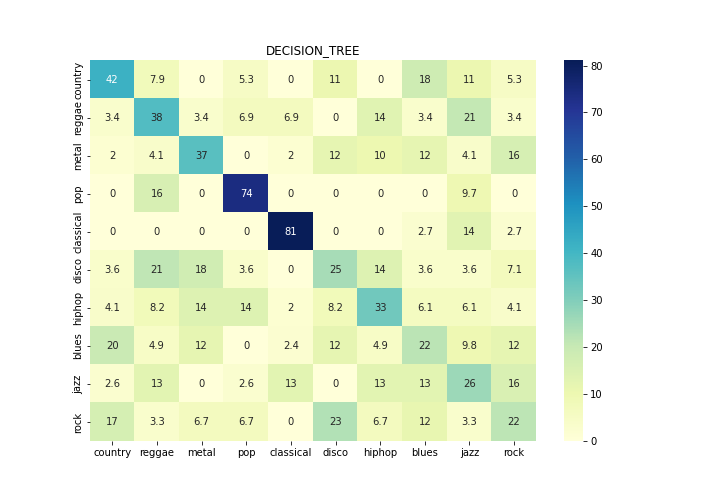 DECISION_TREE
country 42 7.9 0 5.3 0 11 0 18 11 5.3
reggae 3.4 38 3.4 6.9 6.9 0 14 3.4 21 3.4
metal 2 4.1 37 0 2 12 10 12 4.1 16
pop 0 16 0 74 0 0 0 0 9.7 0
classical 0 0 0 0 81 0 0 2.7 14 2.7
disco 3.6 21 18 3.6 0 25 14 3.6 3.6 7.1
hiphop 4.1 8.2 14 14 2 8.2 33 6.1 6.1 4.1
blues 20 4.9 12 0 2.4 12 4.9 22 9.8 12
jazz 2.6 13 0 2.6 13 0 13 13 26 16
rock 17 3.3 6.7 6.7 0 23 6.7 12 3.3 22
country reggae metal pop classical disco hiphop blues jazz rock
80
70
60
50
40
30
20
10
0